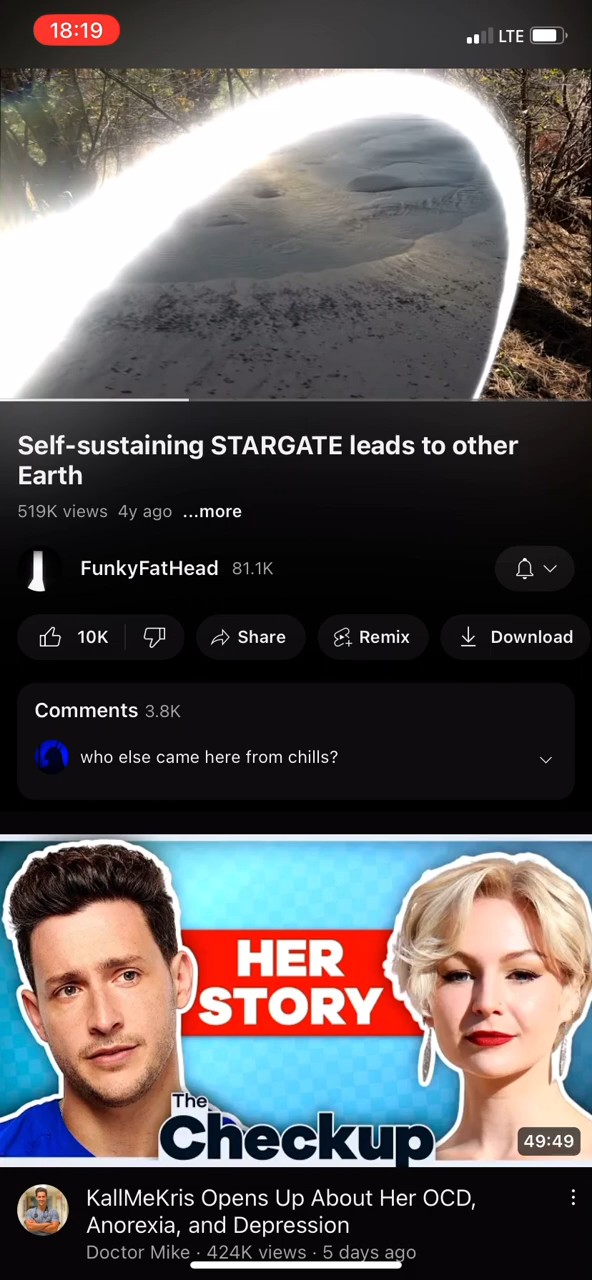 18:19
LTE
Self-sustaining STARGATE leads to other
Earth
519K views 4y ago ...more
FunkyFatHead 81.1K
10K Share Remix Download
Comments 3.8K
who else came here from chills?
HER
STORY
The
Checkup
49:49
KallMeKris Opens Up About Her OCD,
Anorexia, and Depression
Doctor Mike · 424K views · 5 days ago